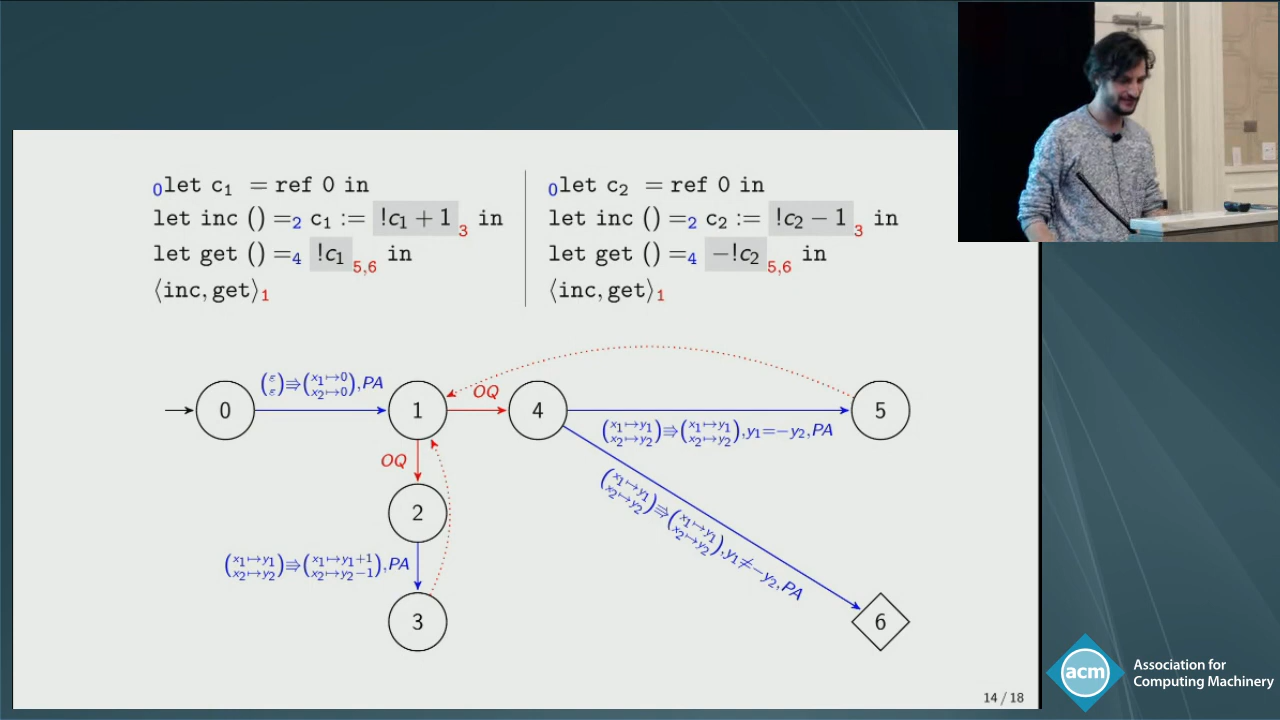 ₀let c₁ = ref 0 in
let inc () =₂ c₁ := !c₁ + 1 ₃ in
let get () =₄ !c₁ ₅,₆ in
⟨inc, get⟩₁
₀let c₂ = ref 0 in
let inc () =₂ c₂ := !c₂ − 1 ₃ in
let get () =₄ −!c₂ ₅,₆ in
⟨inc, get⟩₁
0
(ε ε)⇛(x₁↦0 x₂↦0),PA
1
OQ
4
(x₁↦y₁ x₂↦y₂)⇛(x₁↦y₁ x₂↦y₂),y₁=−y₂,PA
5
OQ
2
(x₁↦y₁ x₂↦y₂)⇛(x₁↦y₁ x₂↦y₂),y₁≠−y₂,PA
(x₁↦y₁ x₂↦y₂)⇛(x₁↦y₁+1 x₂↦y₂−1),PA
3
6
14 / 18
acm
Association for
Computing Machinery